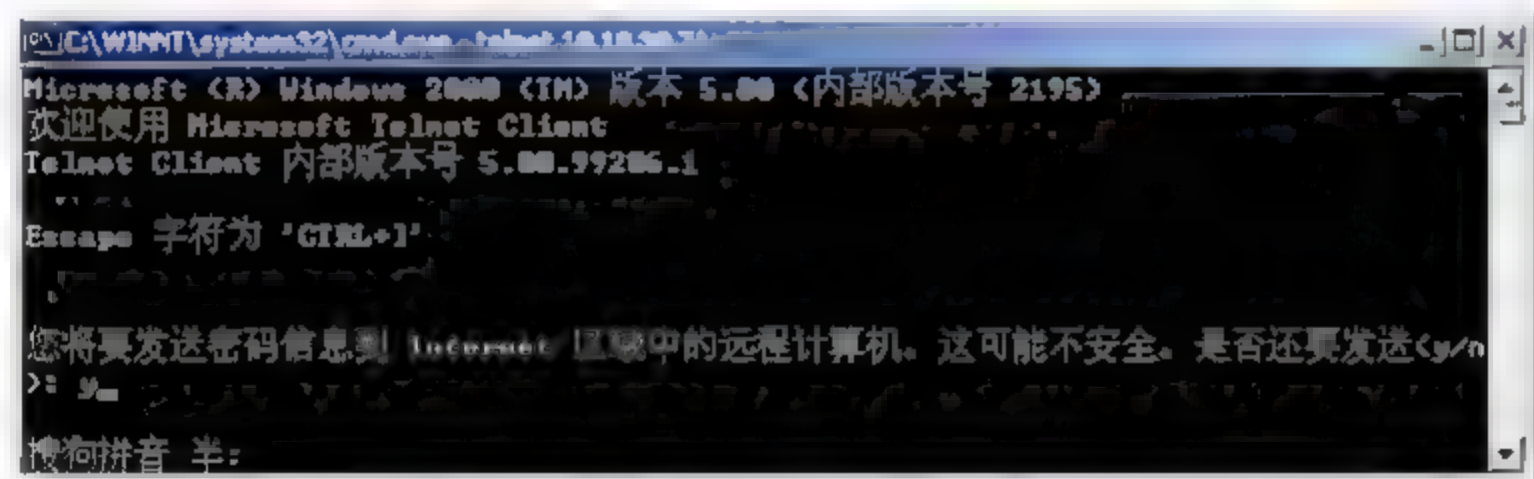 C:\WINNT\system32\cmd.exe - telnet
Microsoft (R) Windows 2000 (TM) 版本 5.00 (内部版本号 2195)
欢迎使用 Microsoft Telnet Client
Telnet Client 内部版本号 5.00.99206.1
Escape 字符为 'CTRL+]'
您将要发送密码信息到 Internet 区域中的远程计算机。这可能不安全。是否还要发送(y/n
): y_
搜狗拼音 半: